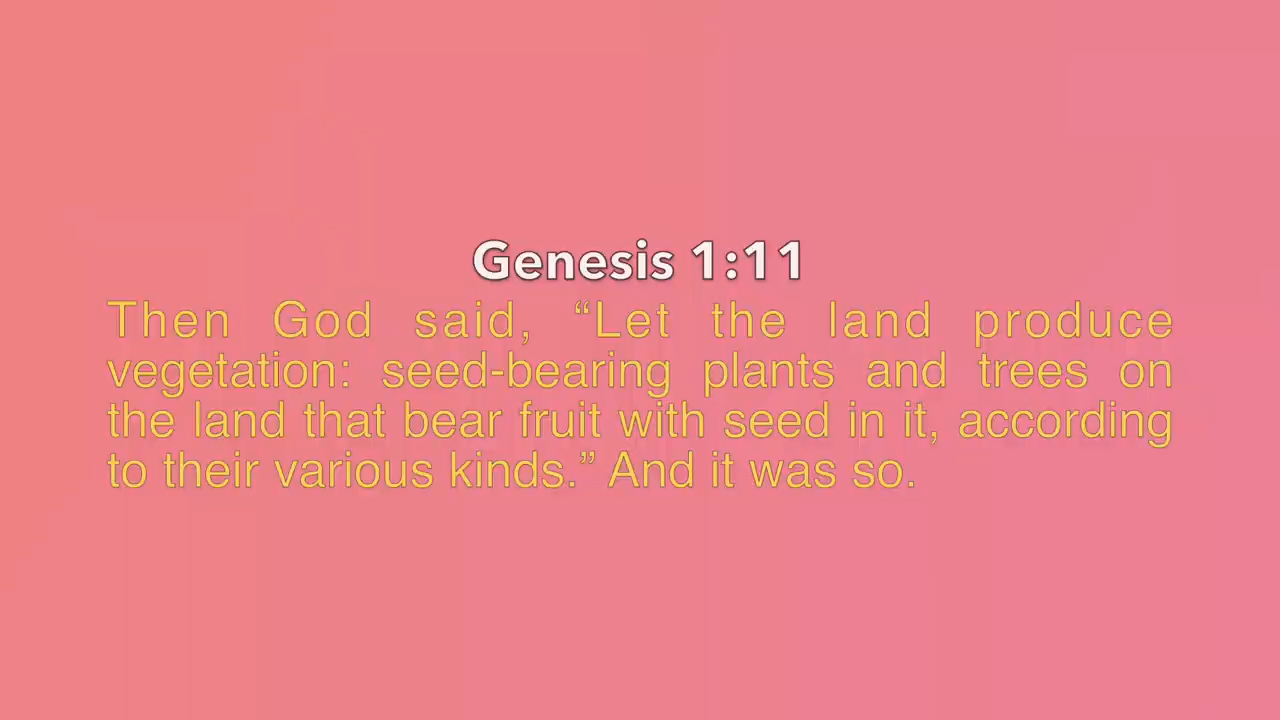 Genesis 1:11
Then God said, “Let the land produce
vegetation: seed-bearing plants and trees on
the land that bear fruit with seed in it, according
to their various kinds.” And it was so.